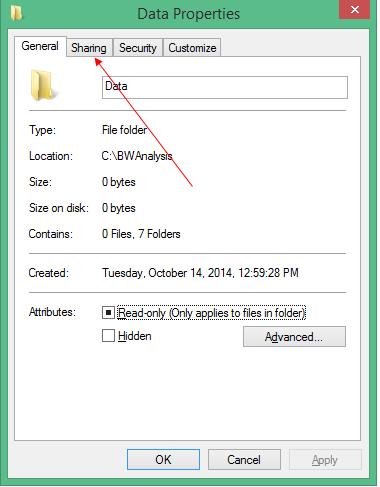 Data Properties
General Sharing Security Customize
Data
Type: File folder
Location: C:\BWAnalysis
Size: 0 bytes
Size on disk: 0 bytes
Contains: 0 Files, 7 Folders
Created: Tuesday, October 14, 2014, 12:59:28 PM
Attributes: Read-only (Only applies to files in folder)
Hidden Advanced...
OK Cancel Apply